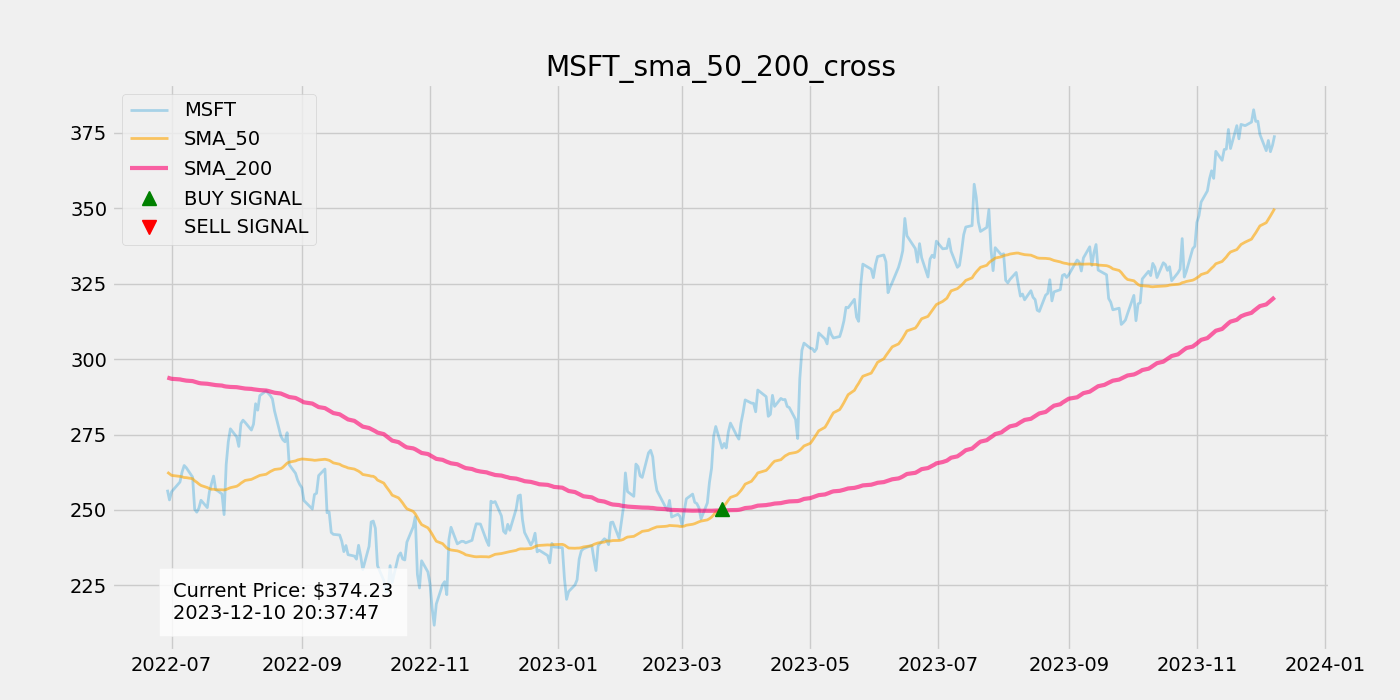 MSFT_sma_50_200_cross
MSFT
SMA_50
SMA_200
BUY SIGNAL
SELL SIGNAL
375
350
325
300
275
250
225
Current Price: $374.23
2023-12-10 20:37:47
2022-07 2022-09 2022-11 2023-01 2023-03 2023-05 2023-07 2023-09 2023-11 2024-01